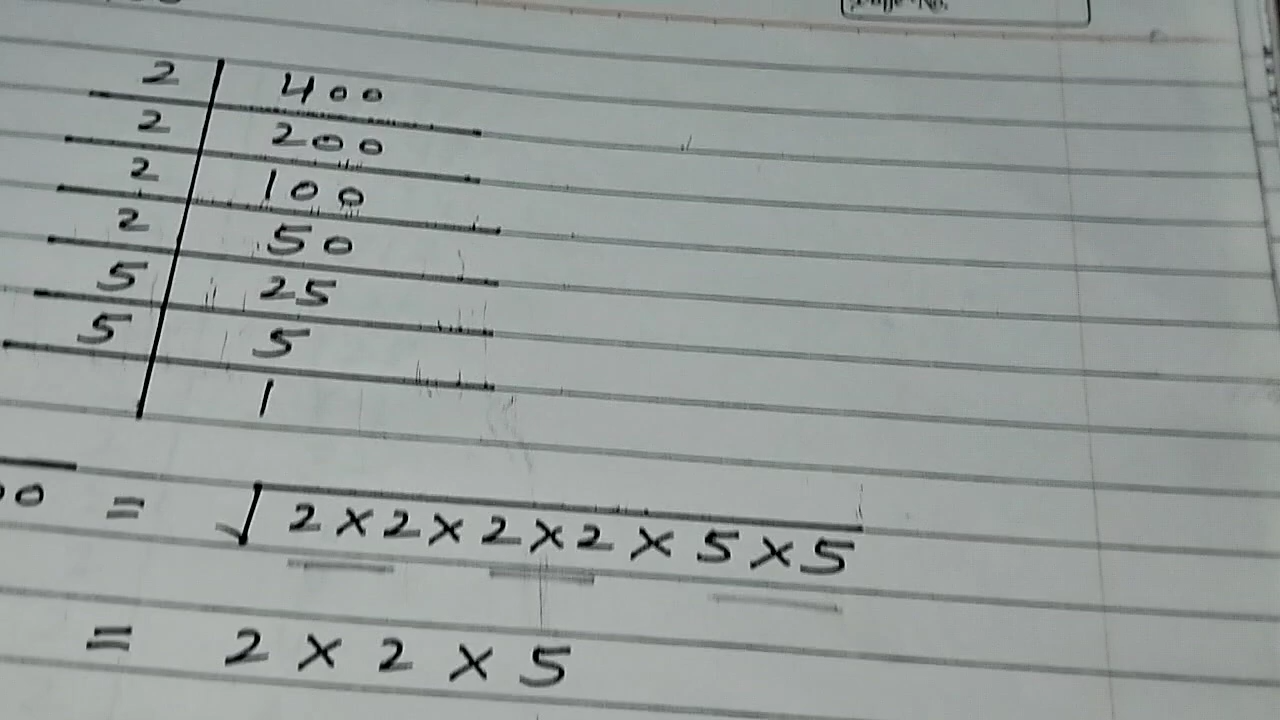 2 | 400
2 | 200
2 | 100
2 | 50
5 | 25
5 | 5
1
0 = √2×2×2×2×5×5
= 2×2×5